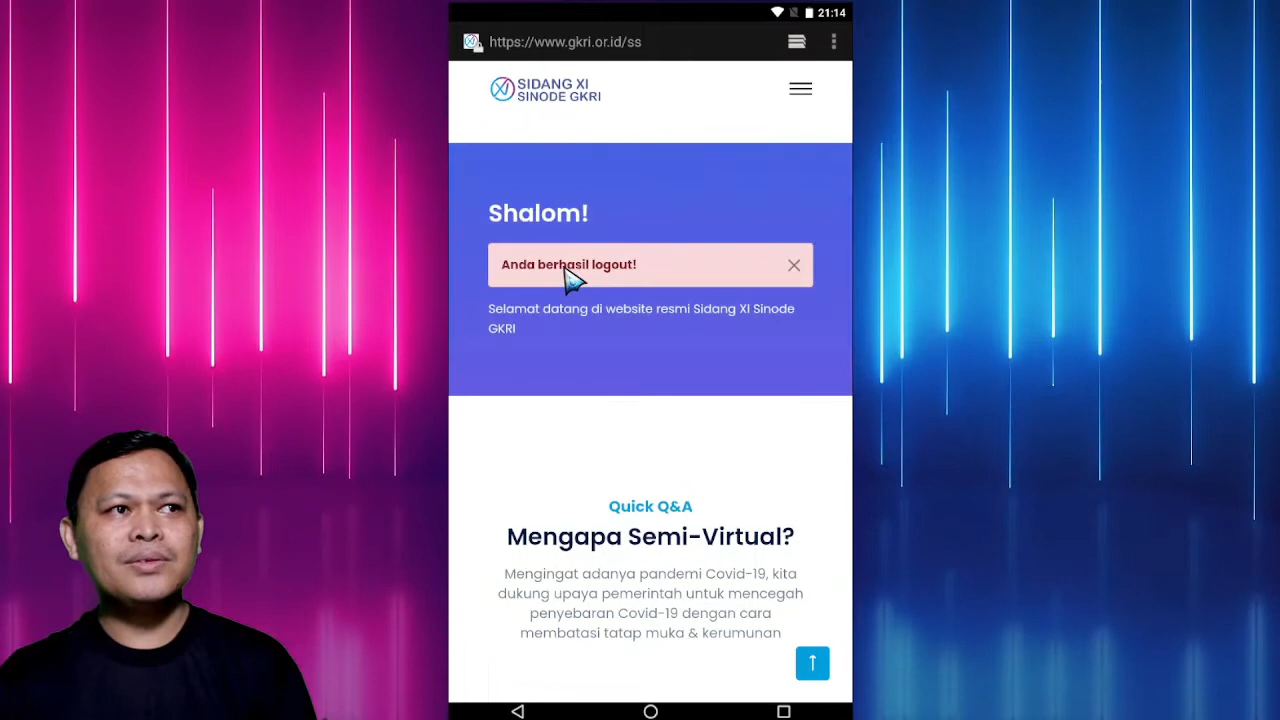 21:14
https://www.gkri.or.id/ss
SIDANG XI
SINODE GKRI
Shalom!
Anda berhasil logout!
Selamat datang di website resmi Sidang XI Sinode
GKRI
Quick Q&A
Mengapa Semi-Virtual?
Mengingat adanya pandemi Covid-19, kita
dukung upaya pemerintah untuk mencegah
penyebaran Covid-19 dengan cara
membatasi tatap muka & kerumunan